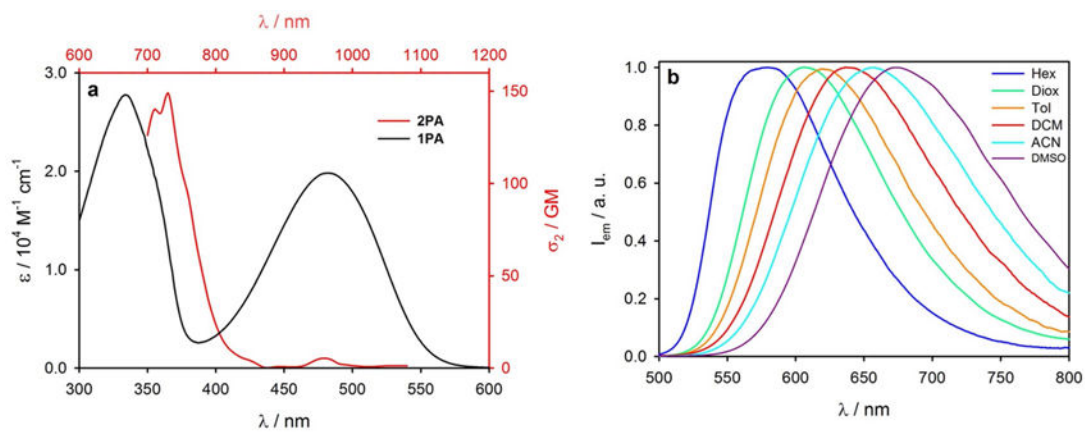 λ / nm
600 700 800 900 1000 1100 1200
3.0
2.0
1.0
0.0
ε / 10⁴ M⁻¹ cm⁻¹
a
2PA
1PA
150
100
50
0
σ₂ / GM
300 350 400 450 500 550 600
λ / nm
b
1.0
0.8
0.6
0.4
0.2
0.0
I_em / a. u.
Hex
Diox
Tol
DCM
ACN
DMSO
500 550 600 650 700 750 800
λ / nm